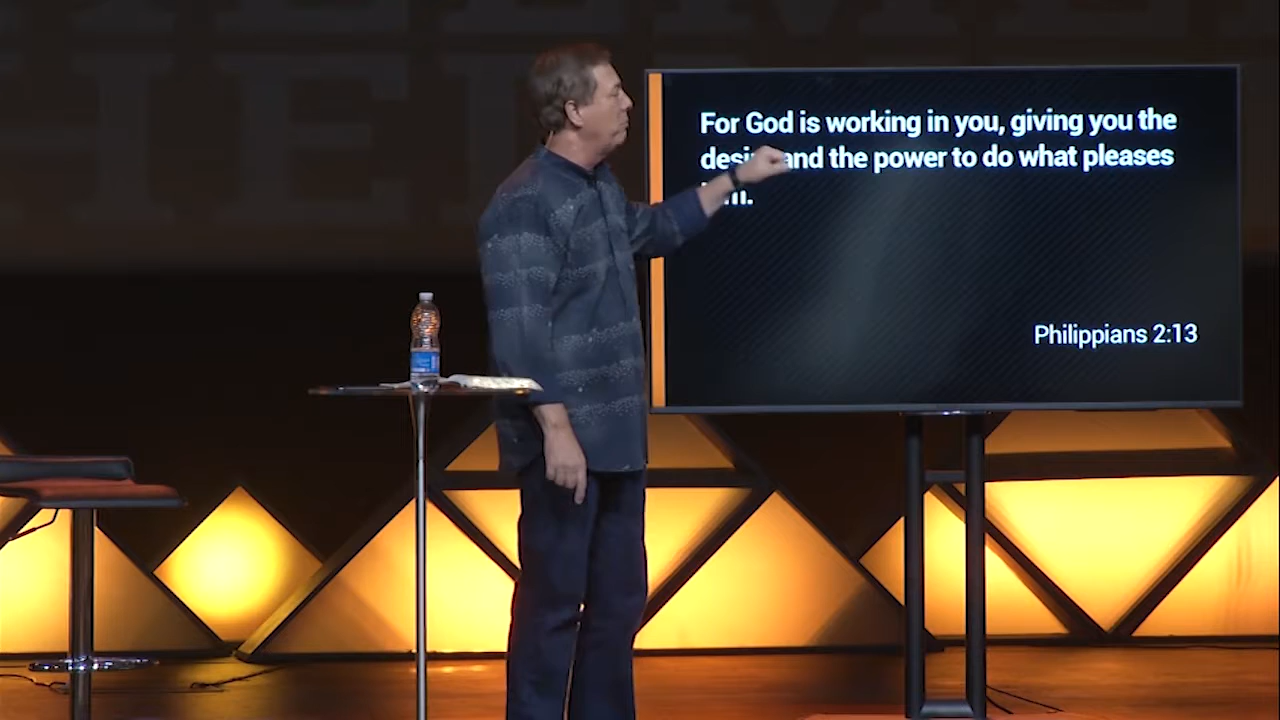 For God is working in you, giving you the
and the power to do what pleases
Philippians 2:13